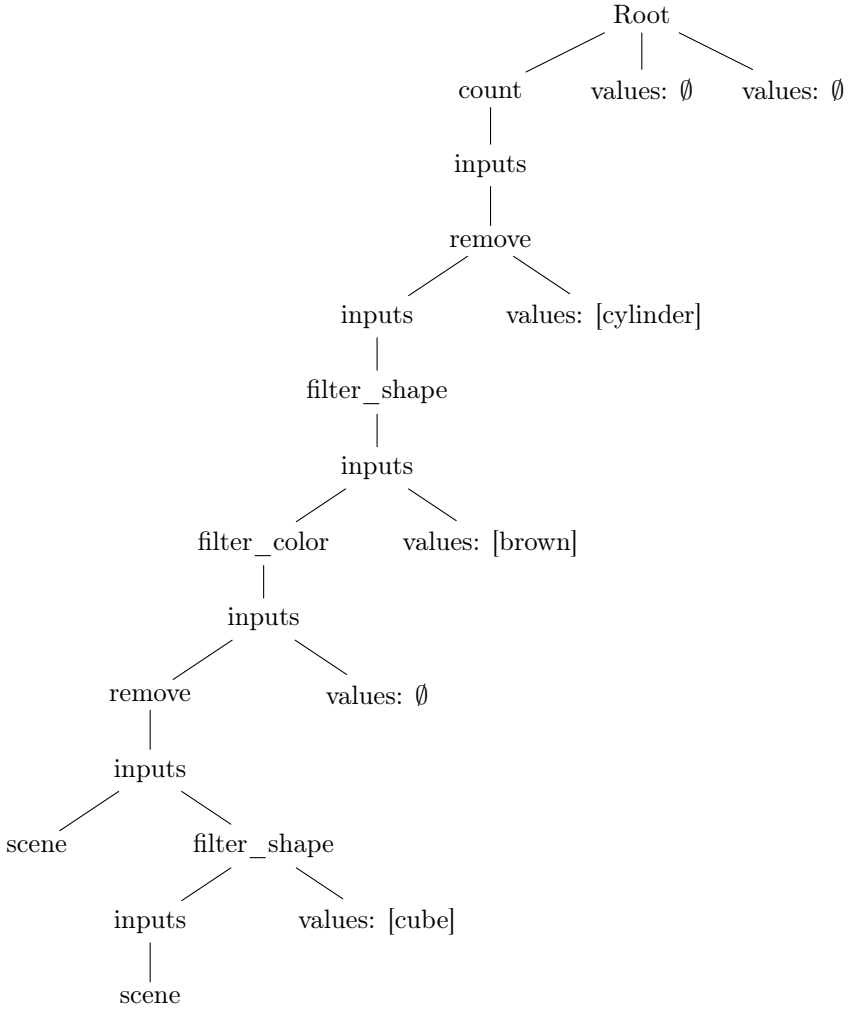 Root
count values: ∅ values: ∅
inputs
remove
inputs values: [cylinder]
filter_shape
inputs
filter_color values: [brown]
inputs
remove values: ∅
inputs
scene filter_shape
inputs values: [cube]
scene